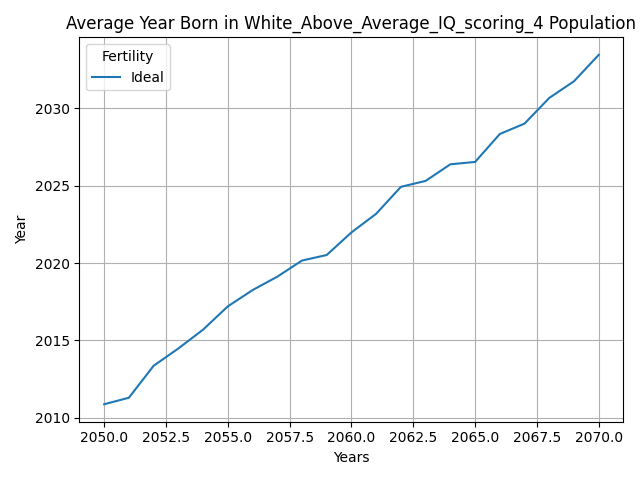 Average Year Born in White_Above_Average_IQ_scoring_4 Population
Fertility
Ideal
2030
2025
2020
2015
2010
Year
2050.0 2052.5 2055.0 2057.5 2060.0 2062.5 2065.0 2067.5 2070.0
Years